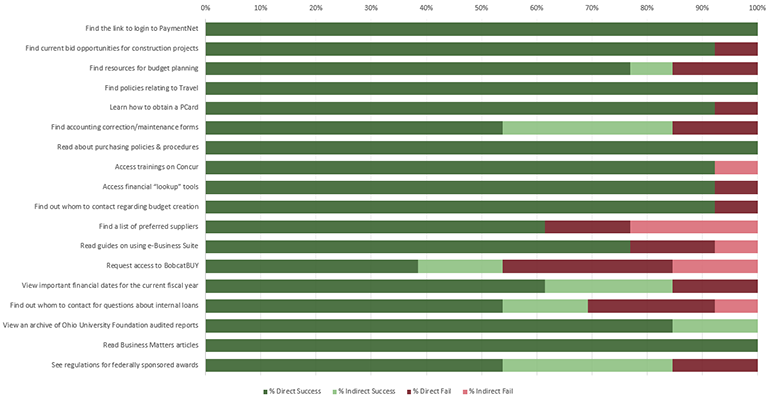 0% 10% 20% 30% 40% 50% 60% 70% 80% 90% 100%
Find the link to login to PaymentNet
Find current bid opportunities for construction projects
Find resources for budget planning
Find policies relating to Travel
Learn how to obtain a PCard
Find accounting correction/maintenance forms
Read about purchasing policies & procedures
Access trainings on Concur
Access financial "lookup" tools
Find out whom to contact regarding budget creation
Find a list of preferred suppliers
Read guides on using e-Business Suite
Request access to BobcatBUY
View important financial dates for the current fiscal year
Find out whom to contact for questions about internal loans
View an archive of Ohio University Foundation audited reports
Read Business Matters articles
See regulations for federally sponsored awards
% Direct Success % Indirect Success % Direct Fail % Indirect Fail